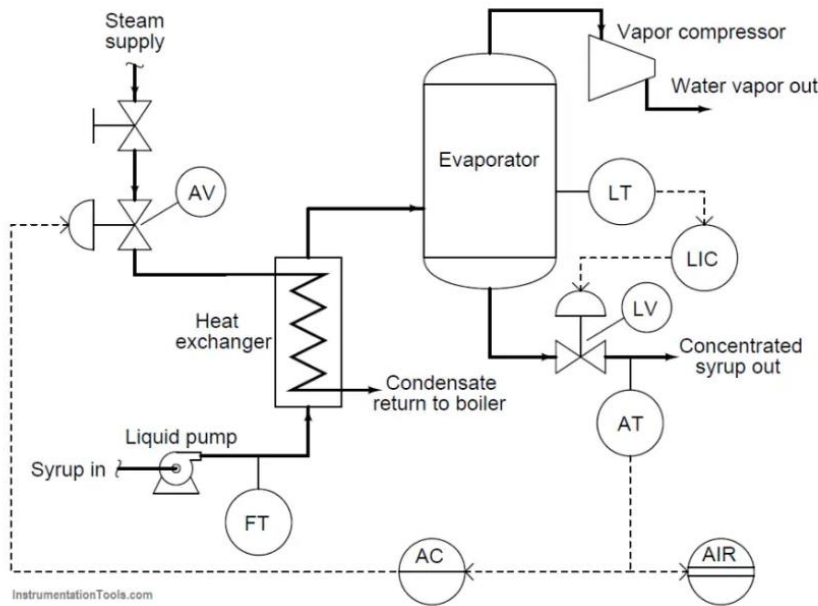 Steam
supply
Vapor compressor
Water vapor out
Evaporator
AV
LT
LIC
LV
Heat
exchanger
Concentrated
syrup out
Condensate
return to boiler
AT
Liquid pump
Syrup in
FT
AC
AIR
InstrumentationTools.com